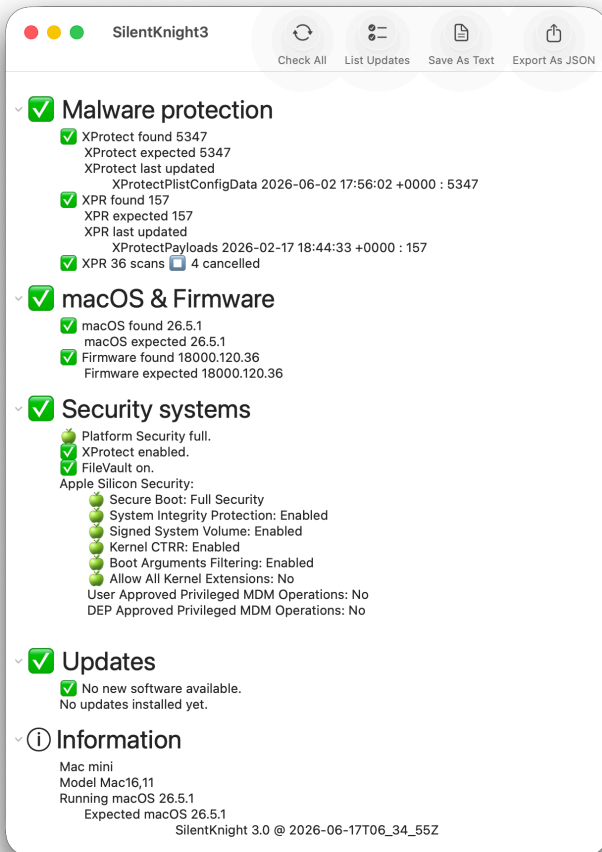 SilentKnight3
Check All
List Updates
Save As Text
Export As JSON
Malware protection
XProtect found 5347
XProtect expected 5347
XProtect last updated
XProtectPlistConfigData 2026-06-02 17:56:02 +0000 : 5347
XPR found 157
XPR expected 157
XPR last updated
XProtectPayloads 2026-02-17 18:44:33 +0000 : 157
XPR 36 scans ⏹️ 4 cancelled
macOS & Firmware
macOS found 26.5.1
macOS expected 26.5.1
Firmware found 18000.120.36
Firmware expected 18000.120.36
Security systems
Platform Security full.
XProtect enabled.
FileVault on.
Apple Silicon Security:
Secure Boot: Full Security
System Integrity Protection: Enabled
Signed System Volume: Enabled
Kernel CTRR: Enabled
Boot Arguments Filtering: Enabled
Allow All Kernel Extensions: No
User Approved Privileged MDM Operations: No
DEP Approved Privileged MDM Operations: No
Updates
No new software available.
No updates installed yet.
Information
Mac mini
Model Mac16,11
Running macOS 26.5.1
Expected macOS 26.5.1
SilentKnight 3.0 @ 2026-06-17T06_34_55Z